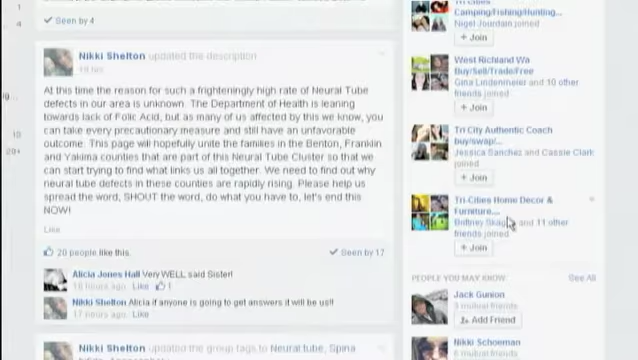 Seen by 4
Nikki Shelton updated the description
At this time the reason for such a frighteningly high rate of Neural Tube
defects in our area is unknown. The Department of Health is leaning
towards lack of Folic Acid, but as many of us affected by this we know, you
can take every precautionary measure and still have an unfavorable
outcome. This page will hopefully unite the families in the Benton, Franklin
and Yakima counties that are part of this Neural Tube Cluster so that we
can start trying to find what links us all together. We need to find out why
neural tube defects in these counties are rapidly rising. Please help us
spread the word, SHOUT the word, do what you have to, let's end this
NOW!
Like
20 people like this.
Seen by 17
Alicia Jones Hall Very WELL said Sister!
16 hours ago Like 1
Nikki Shelton Alicia if anyone is going to get answers it will be us!!
17 hours ago Like
Nikki Shelton updated the group tags to Neural tube, Spina
Camping/Fishing/Hunting...
Nigel Jourdain joined
+ Join
West Richland Wa
Buy/Sell/Trade/Free
Gina Lindenmeier and 10 other
friends joined
+ Join
Tri City Authentic Coach
buy/swap/...
Jessica Sanchez and Cassie Clark
joined
+ Join
Tri-Cities Home Decor &
Furniture...
and 11 other
friends joined
+ Join
PEOPLE YOU MAY KNOW
See All
Jack Gunion
3 mutual friends
Add Friend
Nikki Schoeman
6 mutual friends